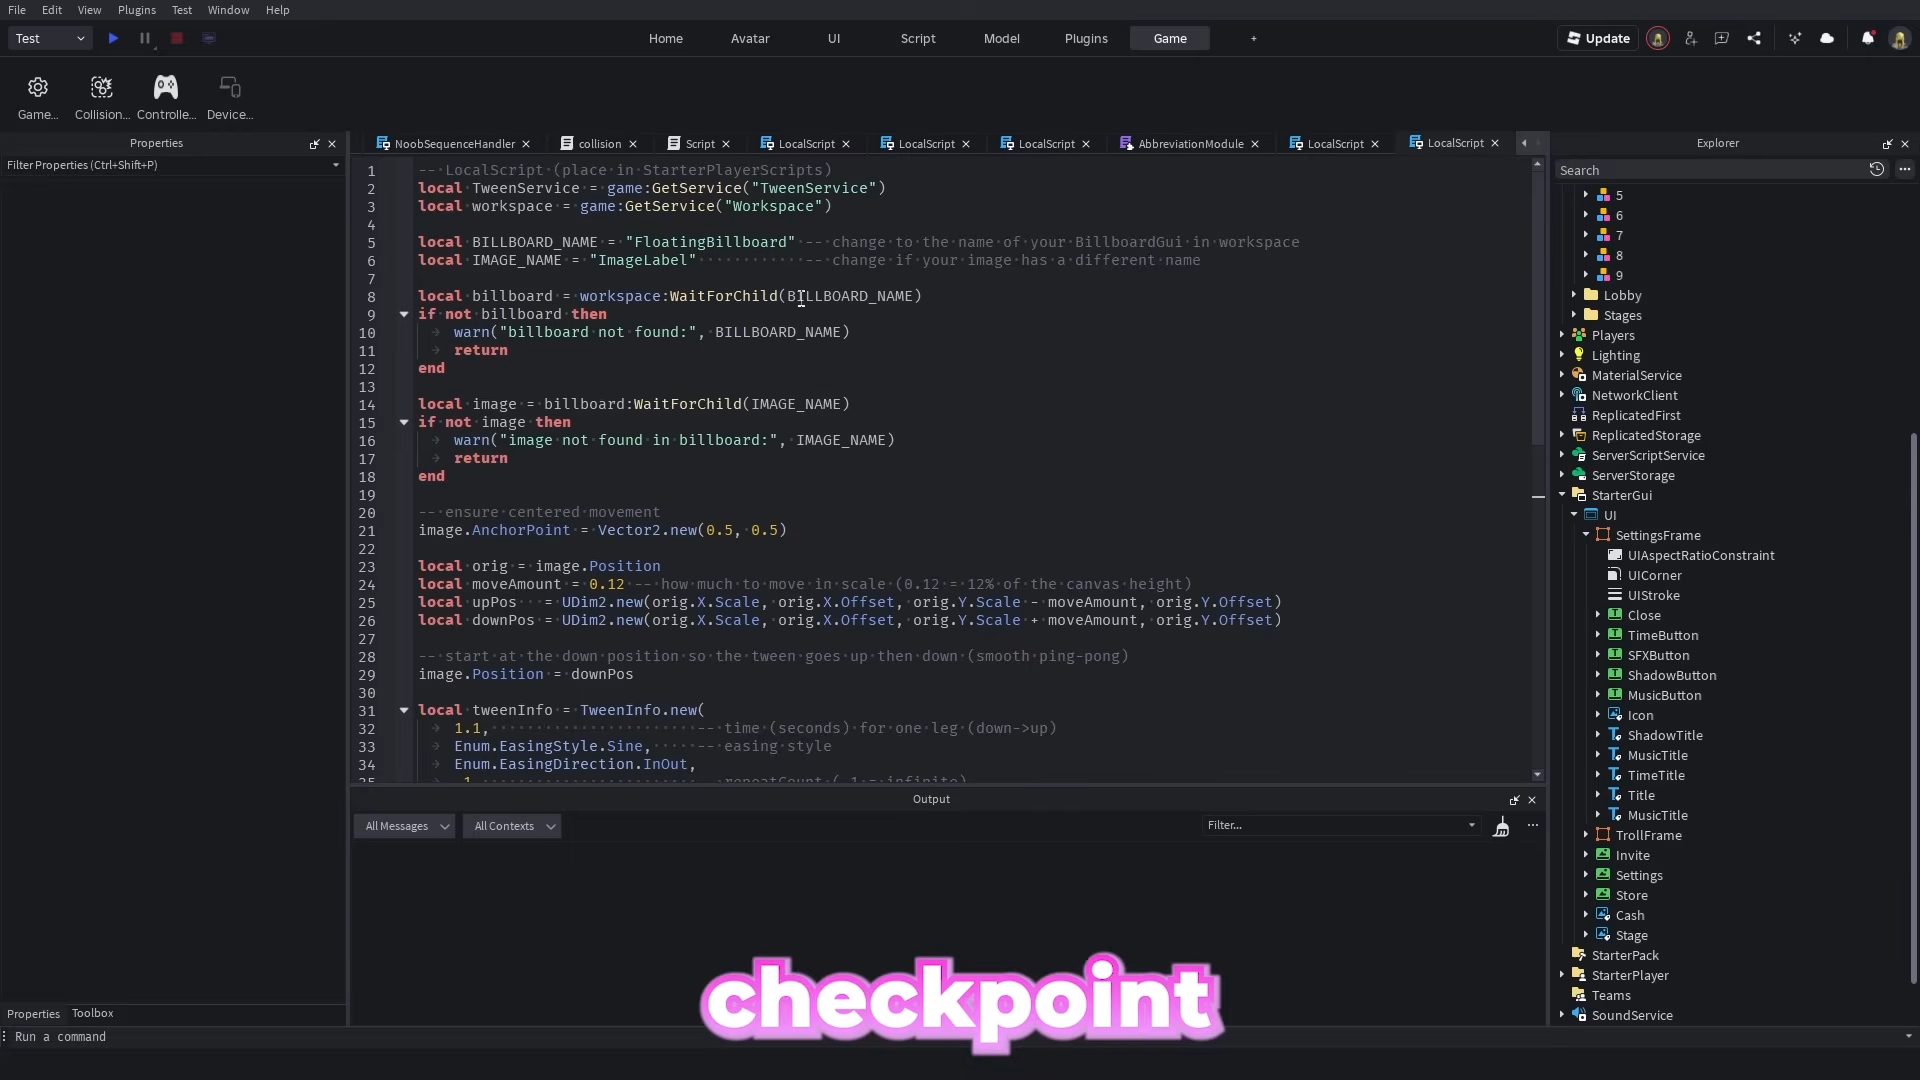 File Edit View Plugins Test Window Help
Test Home Avatar UI Script Model Plugins Game + Update
Game... Collision... Controlle... Device...
Properties
Filter Properties (Ctrl+Shift+P)
NoobSequenceHandler collision Script LocalScript LocalScript LocalScript AbbreviationModule LocalScript LocalScript
1 -- LocalScript (place in StarterPlayerScripts)
2 local TweenService = game:GetService("TweenService")
3 local workspace = game:GetService("Workspace")
4
5 local BILLBOARD_NAME = "FloatingBillboard" -- change to the name of your BillboardGui in workspace
6 local IMAGE_NAME = "ImageLabel" -- change if your image has a different name
7
8 local billboard = workspace:WaitForChild(BILLBOARD_NAME)
9 if not billboard then
10 warn("billboard not found:", BILLBOARD_NAME)
11 return
12 end
13
14 local image = billboard:WaitForChild(IMAGE_NAME)
15 if not image then
16 warn("image not found in billboard:", IMAGE_NAME)
17 return
18 end
19
20 -- ensure centered movement
21 image.AnchorPoint = Vector2.new(0.5, 0.5)
22
23 local orig = image.Position
24 local moveAmount = 0.12 -- how much to move in scale (0.12 = 12% of the canvas height)
25 local upPos = UDim2.new(orig.X.Scale, orig.X.Offset, orig.Y.Scale - moveAmount, orig.Y.Offset)
26 local downPos = UDim2.new(orig.X.Scale, orig.X.Offset, orig.Y.Scale + moveAmount, orig.Y.Offset)
27
28 -- start at the down position so the tween goes up then down (smooth ping-pong)
29 image.Position = downPos
30
31 local tweenInfo = TweenInfo.new(
32 1.1, -- time (seconds) for one leg (down->up)
33 Enum.EasingStyle.Sine, -- easing style
34 Enum.EasingDirection.InOut,
Output
All Messages All Contexts Filter...
Explorer
Search
5
6
7
8
9
Lobby
Stages
Players
Lighting
MaterialService
NetworkClient
ReplicatedFirst
ReplicatedStorage
ServerScriptService
ServerStorage
StarterGui
UI
SettingsFrame
UIAspectRatioConstraint
UICorner
UIStroke
Close
TimeButton
SFXButton
ShadowButton
MusicButton
Icon
ShadowTitle
MusicTitle
TimeTitle
Title
MusicTitle
TrollFrame
Invite
Settings
Store
Cash
Stage
StarterPack
StarterPlayer
Teams
SoundService
checkpoint
Properties Toolbox
Run a command